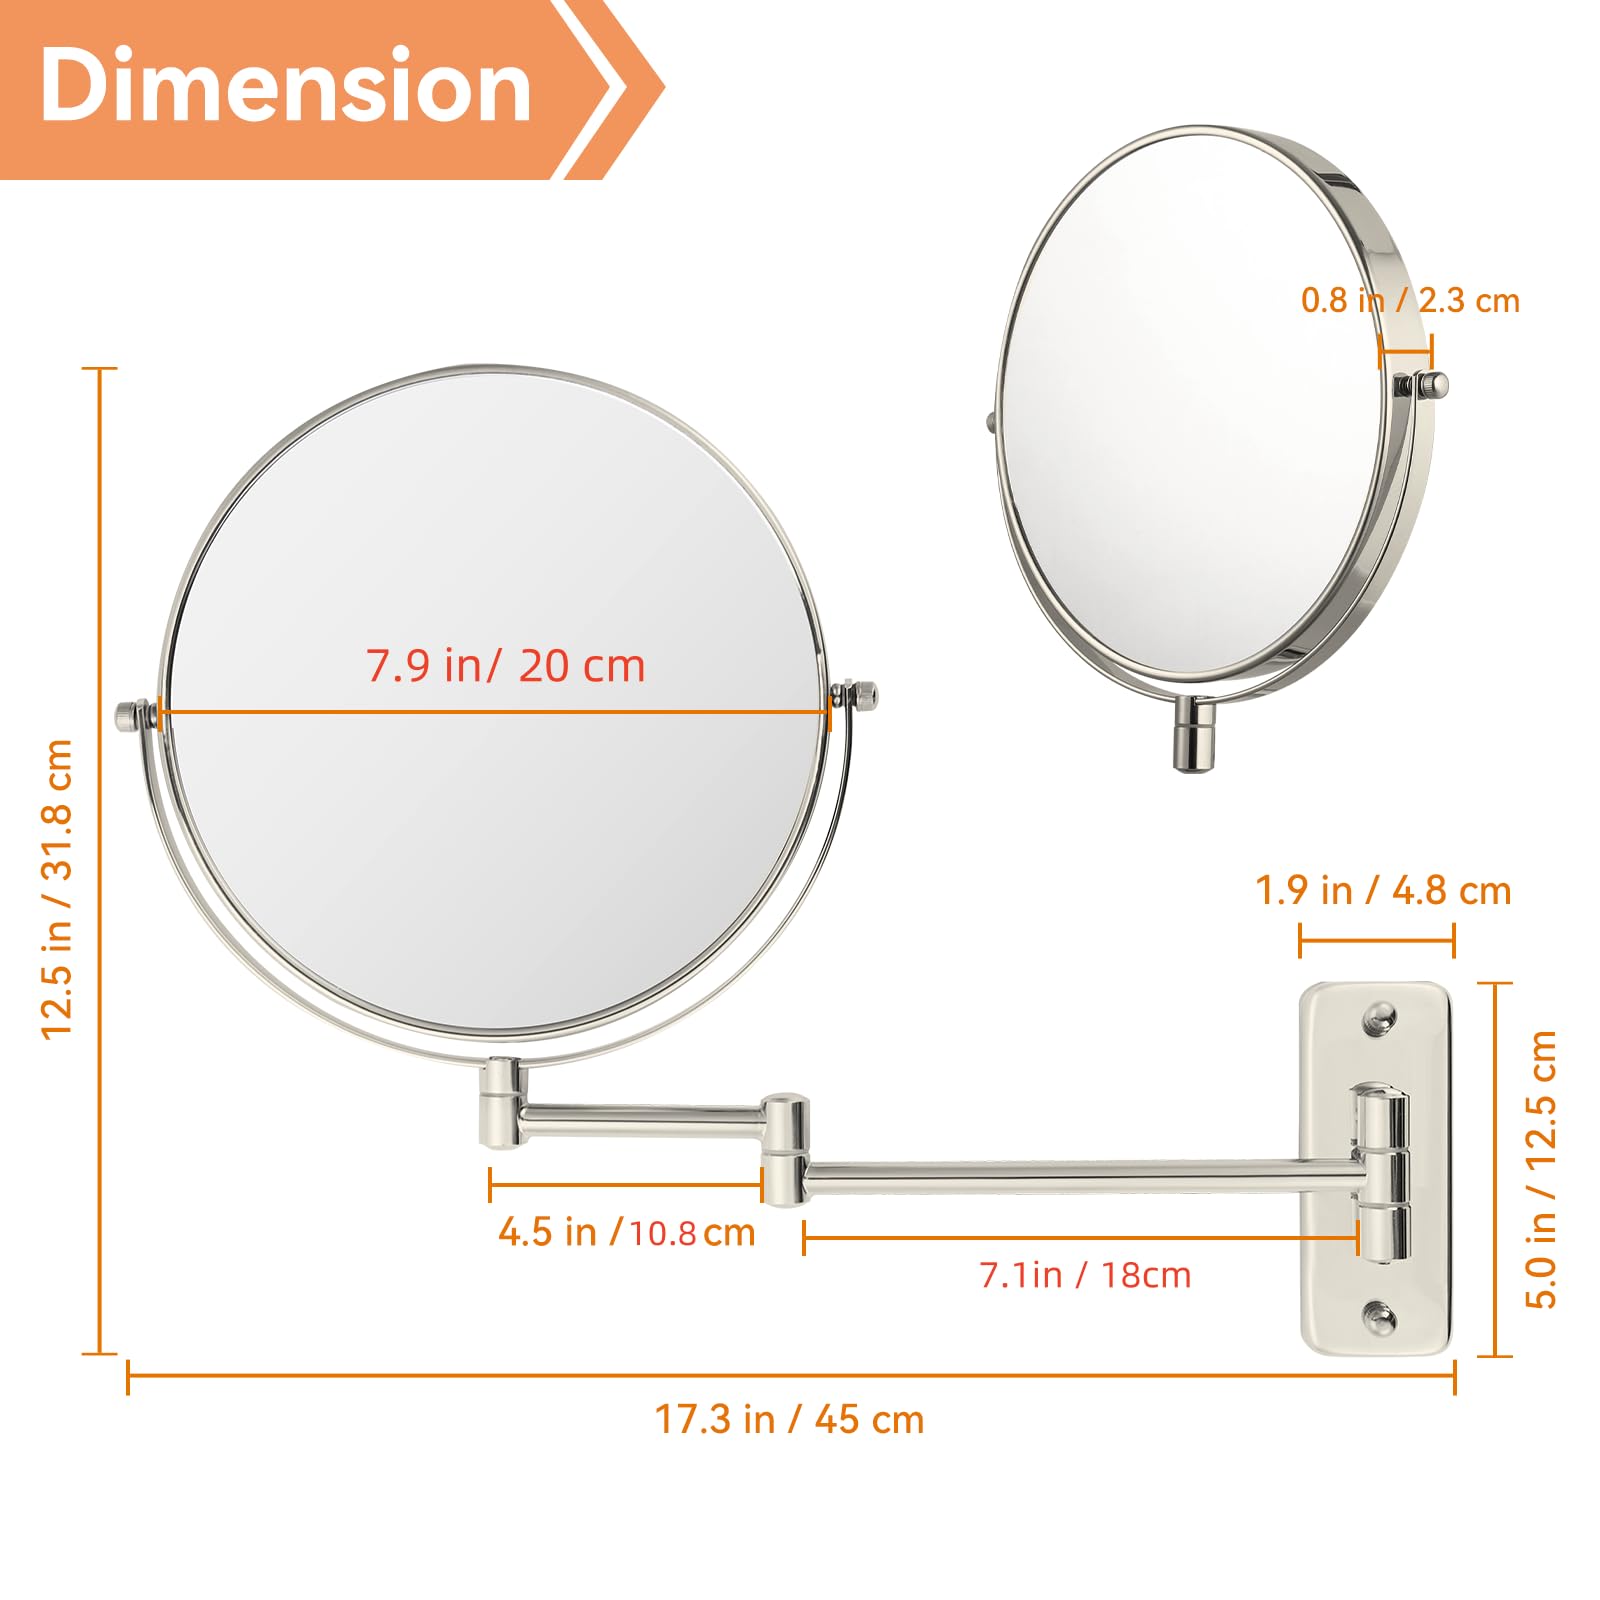 Dimension
0.8 in / 2.3 cm
7.9 in/ 20 cm
12.5 in / 31.8 cm
1.9 in / 4.8 cm
5.0 in / 12.5 cm
4.5 in /10.8 cm
7.1in / 18cm
17.3 in / 45 cm